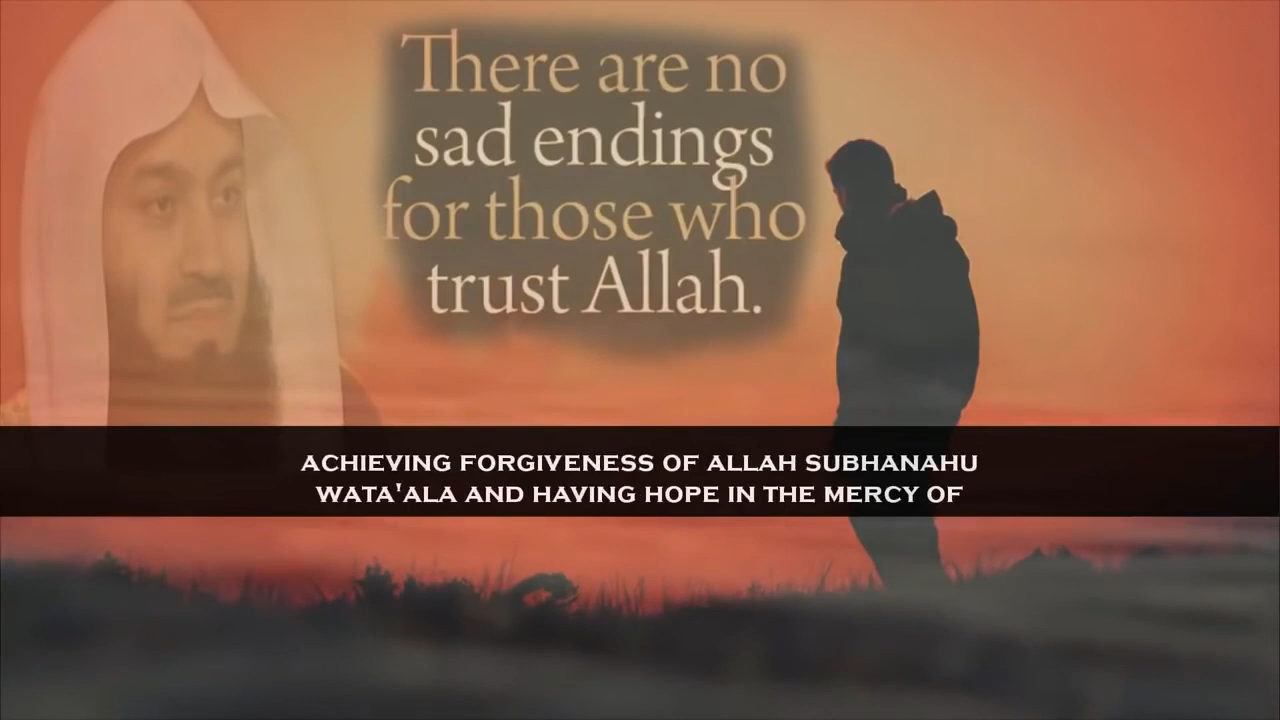 There are no
sad endings
for those who
trust Allah.
ACHIEVING FORGIVENESS OF ALLAH SUBHANAHU
WATA'ALA AND HAVING HOPE IN THE MERCY OF